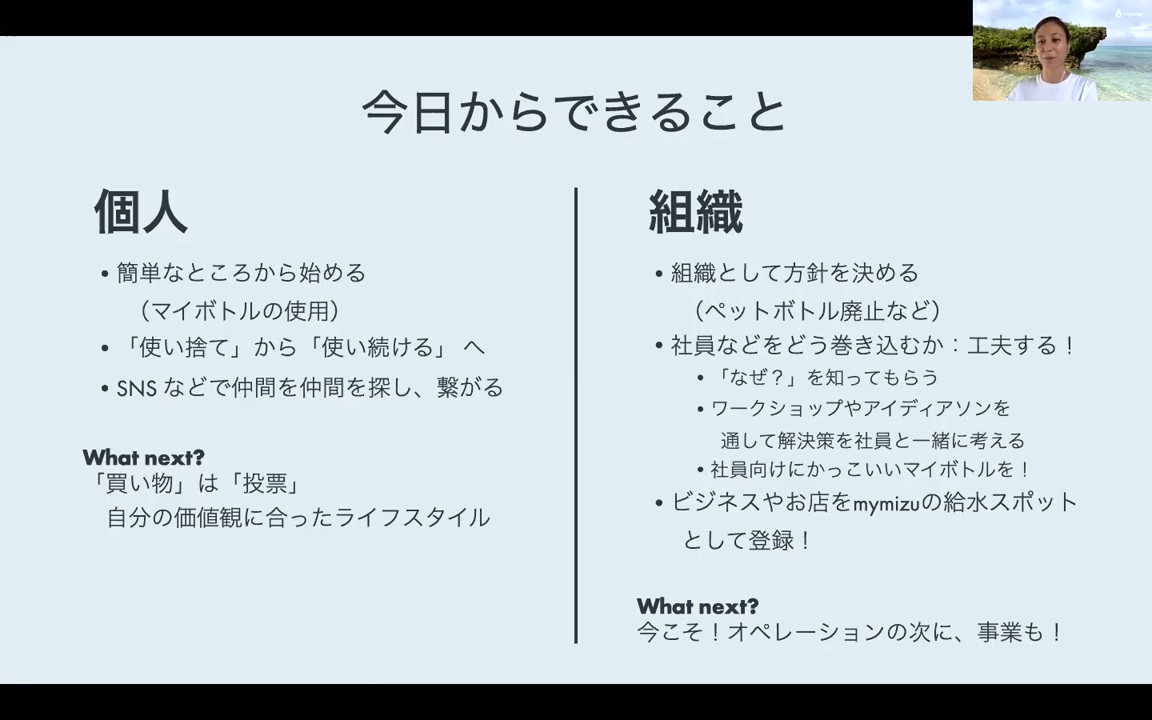 今日からできること
個人
• 簡単なところから始める
（マイボトルの使用）
• 「使い捨て」から「使い続ける」 へ
• SNS などで仲間を仲間を探し、繋がる
What next?
「買い物」は「投票」
自分の価値観に合ったライフスタイル
組織
• 組織として方針を決める
（ペットボトル廃止など）
• 社員などをどう巻き込むか：工夫する！
• 「なぜ？」を知ってもらう
• ワークショップやアイディアソンを
通して解決策を社員と一緒に考える
• 社員向けにかっこいいマイボトルを！
• ビジネスやお店をmymizuの給水スポット
として登録！
What next?
今こそ！オペレーションの次に、事業も！
mymizu